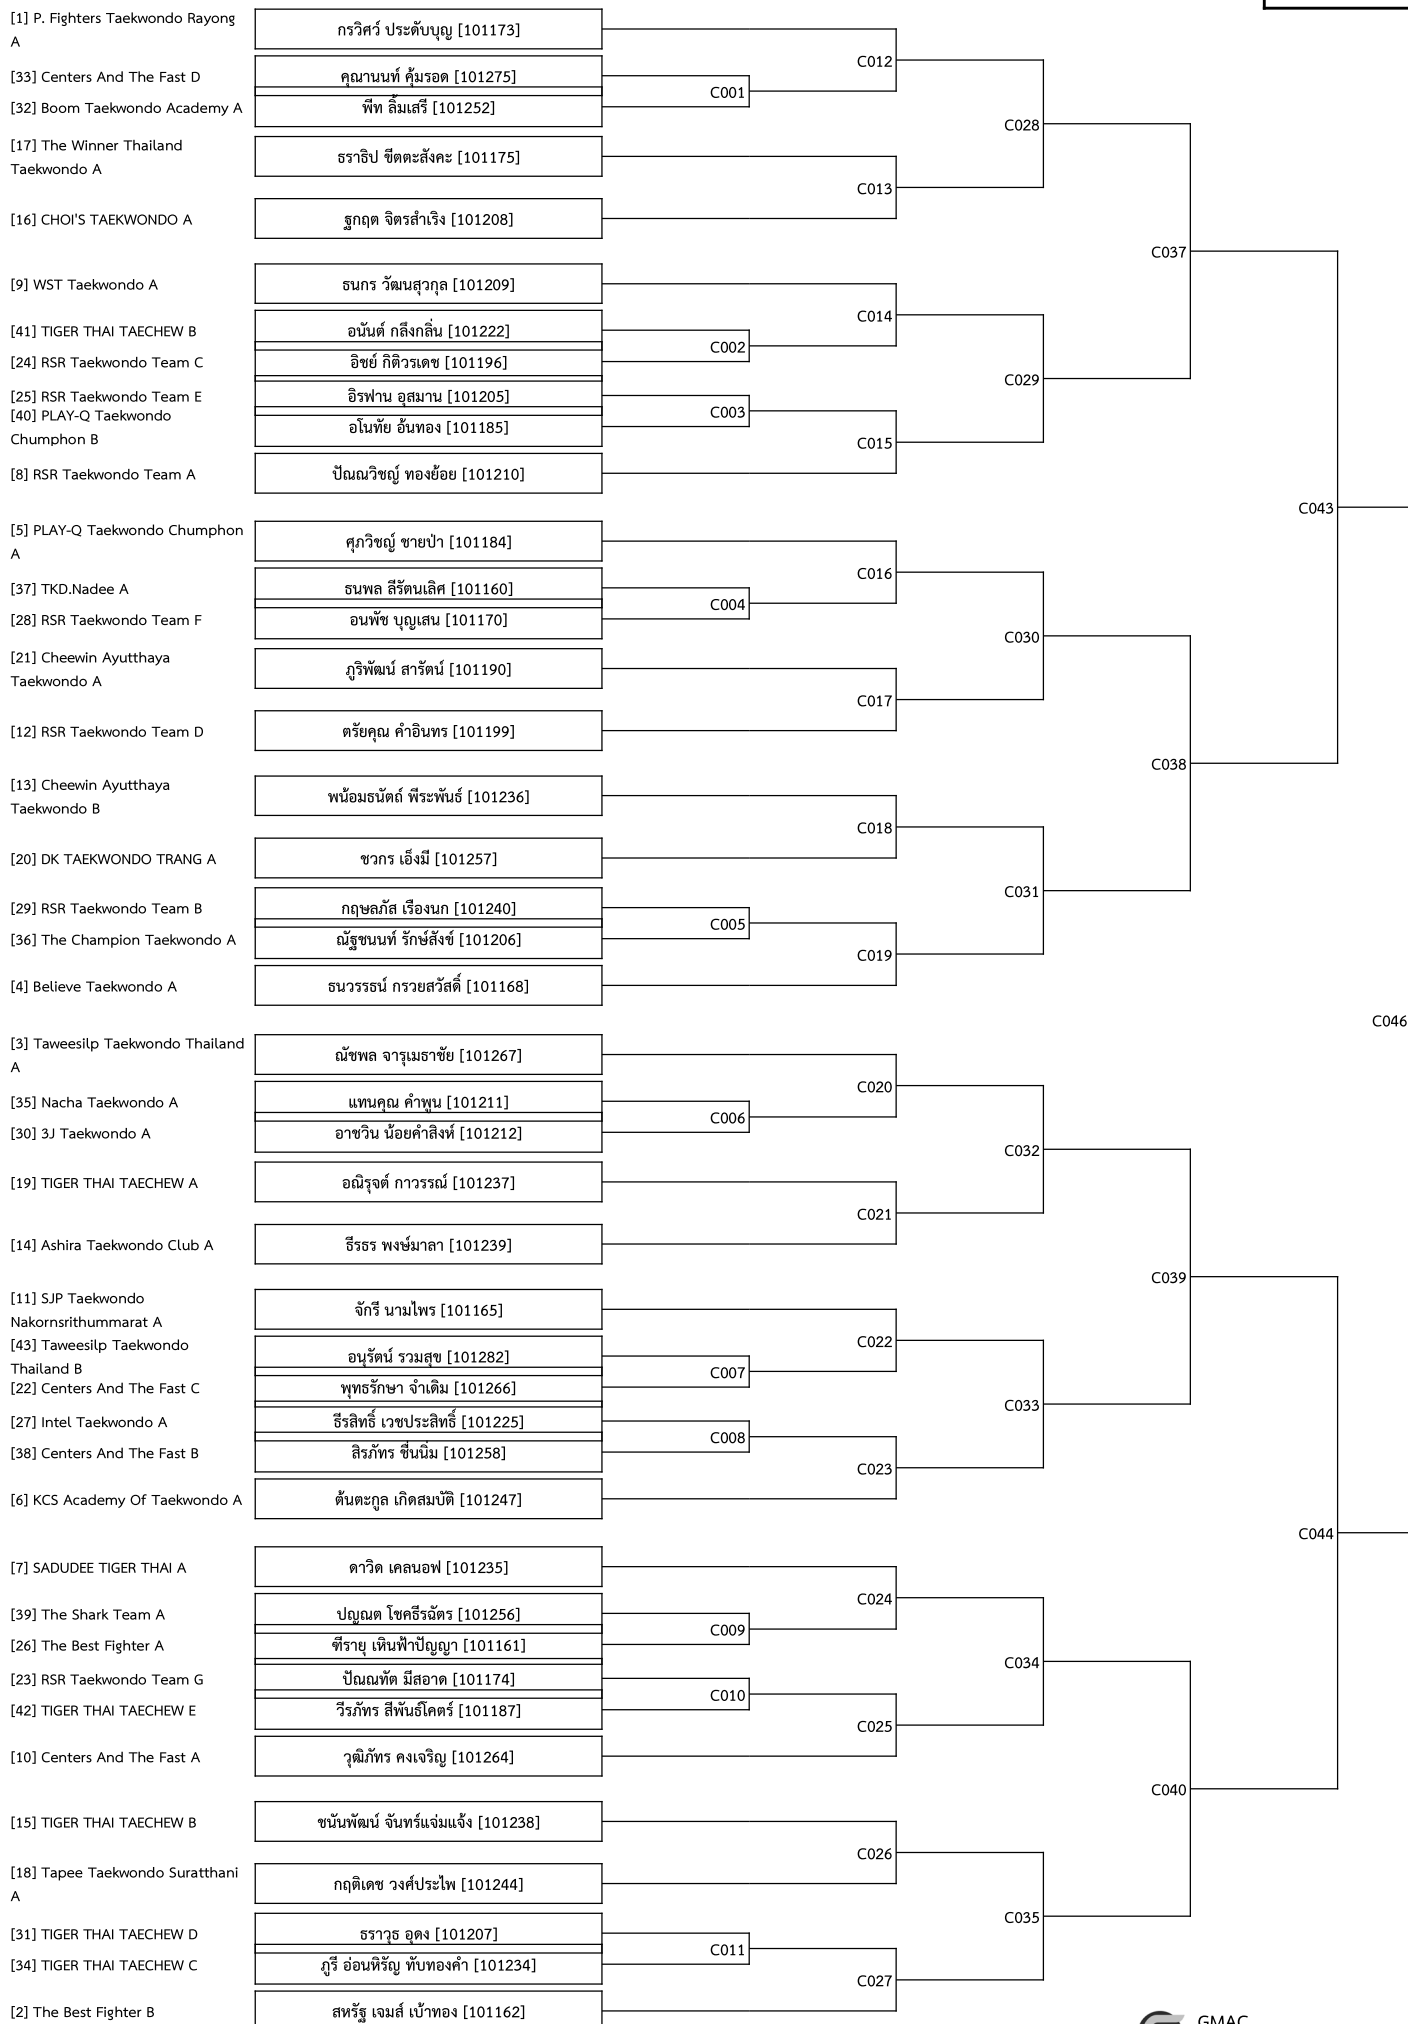 [1] P. Fighters Taekwondo Rayong
A
กรวิศว์ ประดับบุญ [101173]
C012
[33] Centers And The Fast D
คุณานนท์ คุ้มรอด [101275]
C001
[32] Boom Taekwondo Academy A
พีท ลิ้มเสรี [101252]
C028
[17] The Winner Thailand
Taekwondo A
ธราธิป ขีตตะสังคะ [101175]
C013
[16] CHOI'S TAEKWONDO A
ฐกฤต จิตรสำเริง [101208]
C037
[9] WST Taekwondo A
ธนกร วัฒนสุวกุล [101209]
C014
[41] TIGER THAI TAECHEW B
อนันต์ กลึงกลิ่น [101222]
C002
[24] RSR Taekwondo Team C
อิชย์ กิติวรเดช [101196]
C029
[25] RSR Taekwondo Team E
อิรฟาน อุสมาน [101205]
C003
[40] PLAY-Q Taekwondo
Chumphon B
อโนทัย อ้นทอง [101185]
C015
[8] RSR Taekwondo Team A
ปัณณวิชญ์ ทองย้อย [101210]
C043
[5] PLAY-Q Taekwondo Chumphon
A
ศุภวิชญ์ ชายป่า [101184]
C016
[37] TKD.Nadee A
ธนพล ลีรัตนเลิศ [101160]
C004
[28] RSR Taekwondo Team F
อนพัช บุญเสน [101170]
C030
[21] Cheewin Ayutthaya
Taekwondo A
ภูริพัฒน์ สารัตน์ [101190]
C017
[12] RSR Taekwondo Team D
ตรัยคุณ คำอินทร [101199]
C038
[13] Cheewin Ayutthaya
Taekwondo B
พน้อมธนัตถ์ พีระพันธ์ [101236]
C018
[20] DK TAEKWONDO TRANG A
ชวกร เอ็งมี [101257]
C031
[29] RSR Taekwondo Team B
กฤษลภัส เรืองนก [101240]
C005
[36] The Champion Taekwondo A
ณัฐชนนท์ รักษ์สังข์ [101206]
C019
[4] Believe Taekwondo A
ธนวรรธน์ กรวยสวัสดิ์ [101168]
C046
[3] Taweesilp Taekwondo Thailand
A
ณัชพล จารุเมธาชัย [101267]
C020
[35] Nacha Taekwondo A
แทนคุณ คำพูน [101211]
C006
[30] 3J Taekwondo A
อาชวิน น้อยคำสิงห์ [101212]
C032
[19] TIGER THAI TAECHEW A
อณิรุจต์ กาวรรณ์ [101237]
C021
[14] Ashira Taekwondo Club A
ธีรธร พงษ์มาลา [101239]
C039
[11] SJP Taekwondo
Nakornsrithummarat A
จักรี นามไพร [101165]
C022
[43] Taweesilp Taekwondo
Thailand B
อนุรัตน์ รวมสุข [101282]
C007
[22] Centers And The Fast C
พุทธรักษา จำเดิม [101266]
C033
[27] Intel Taekwondo A
ธีรสิทธิ์ เวชประสิทธิ์ [101225]
C008
[38] Centers And The Fast B
สิรภัทร ชื่นนิ่ม [101258]
C023
[6] KCS Academy Of Taekwondo A
ต้นตะกูล เกิดสมบัติ [101247]
C044
[7] SADUDEE TIGER THAI A
ดาวิด เคลนอฟ [101235]
C024
[39] The Shark Team A
ปญณต โชคธีรฉัตร [101256]
C009
[26] The Best Fighter A
ฑีรายุ เหินฟ้าปัญญา [101161]
C034
[23] RSR Taekwondo Team G
ปัณณทัต มีสอาด [101174]
C010
[42] TIGER THAI TAECHEW E
วีรภัทร สีพันธ์โคตร์ [101187]
C025
[10] Centers And The Fast A
วุฒิภัทร คงเจริญ [101264]
C040
[15] TIGER THAI TAECHEW B
ชนันพัฒน์ จันทร์แจ่มแจ้ง [101238]
C026
[18] Tapee Taekwondo Suratthani
A
กฤติเดช วงศ์ประไพ [101244]
C035
[31] TIGER THAI TAECHEW D
ธราวุธ อุดง [101207]
C011
[34] TIGER THAI TAECHEW C
ภูรี อ่อนหิรัญ ทับทองคำ [101234]
C027
[2] The Best Fighter B
สหรัฐ เจมส์ เบ้าทอง [101162]
GMAC